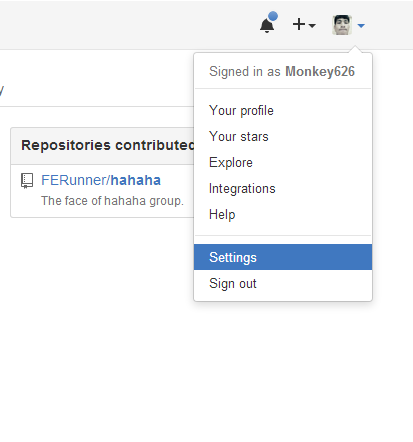 Signed in as Monkey626
y
Your profile
Your stars
Explore
Integrations
Help
Settings
Sign out
Repositories contributed
FERunner/hahaha
The face of hahaha group.